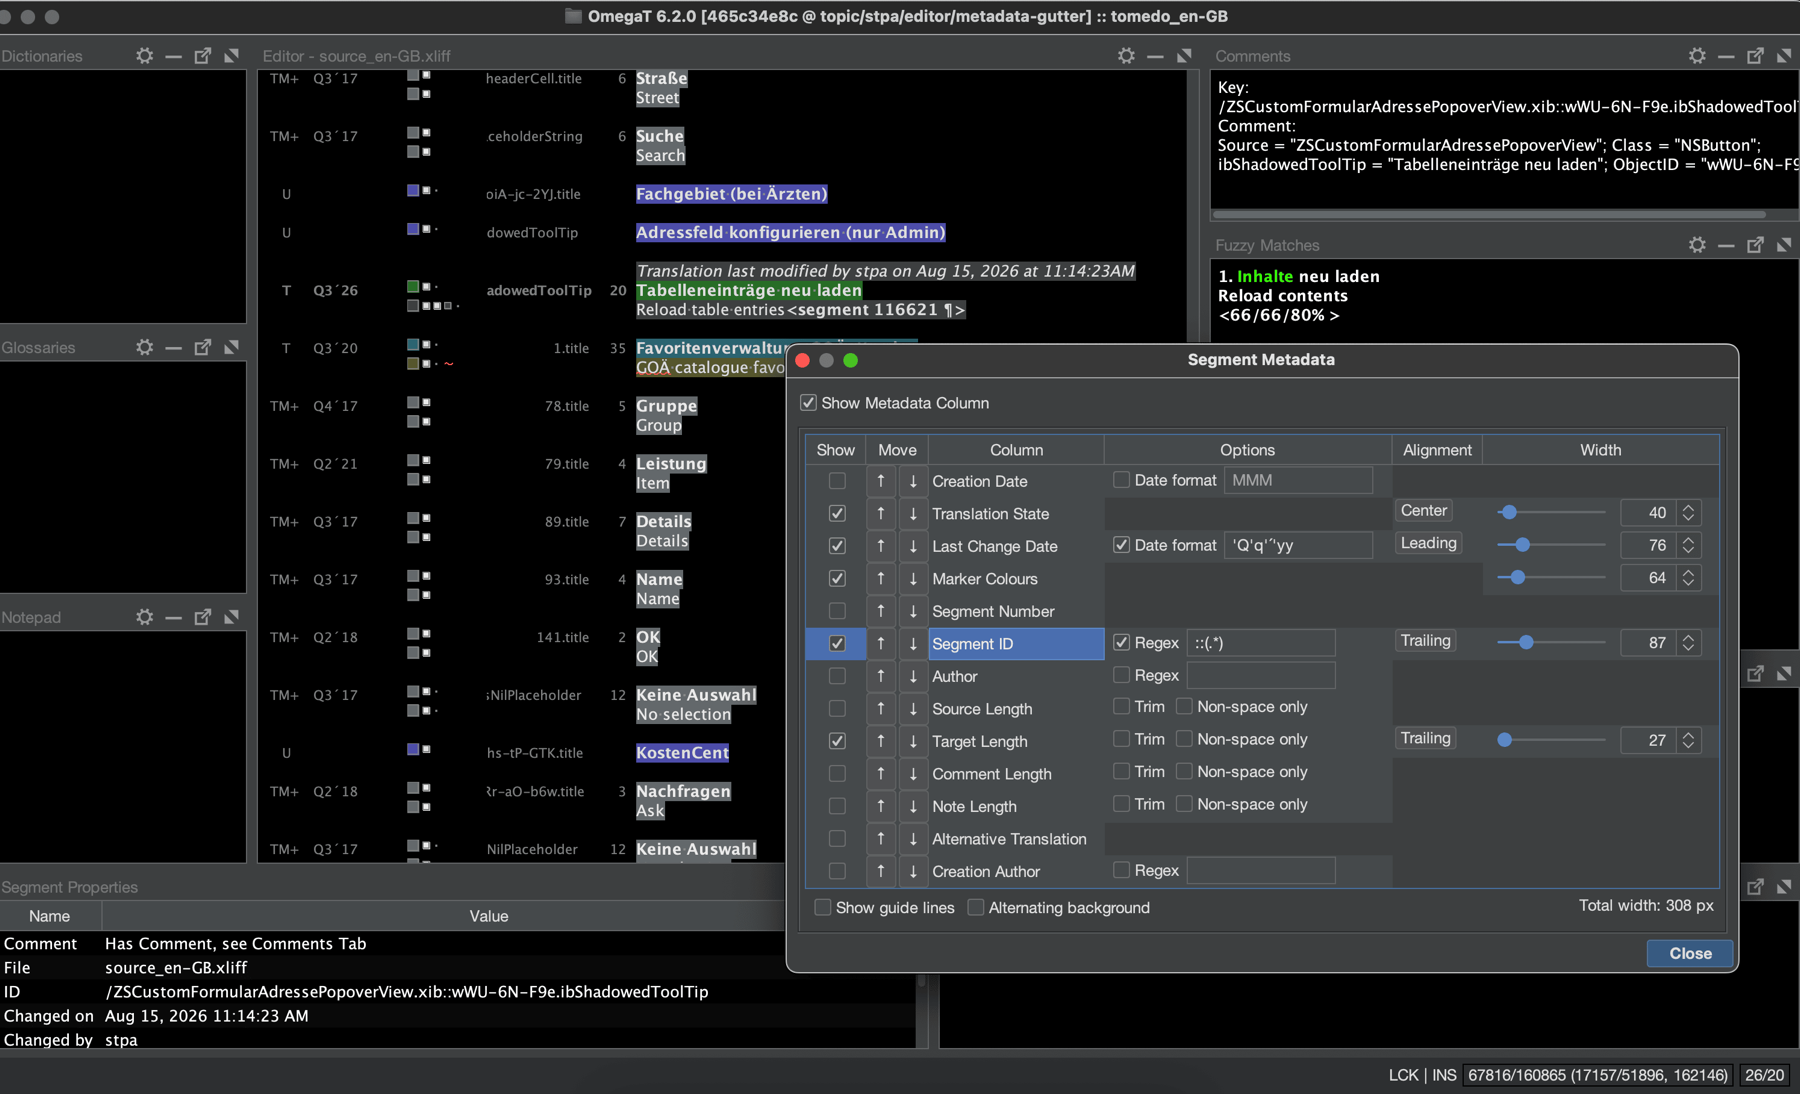 OmegaT 6.2.0 [465c34e8c @ topic/stpa/editor/metadata-gutter] :: tomedo_en-GB
Dictionaries
Editor - source_en-GB.xliff
TM+ Q3´17 headerCell.title 6 Straße
Street
TM+ Q3´17 :eholderString 6 Suche
Search
U oiA-jc-2YJ.title Fachgebiet (bei Ärzten)
U dowedToolTip Adressfeld konfigurieren (nur Admin)
Translation last modified by stpa on Aug 15, 2026 at 11:14:23AM
T Q3´26 adowedToolTip 20 Tabelleneinträge neu laden
Reload table entries<segment 116621 ¶>
T Q3´20 1.title 35 Favoritenverwaltu
GOÄ catalogue favo
TM+ Q4´17 78.title 5 Gruppe
Group
TM+ Q2´21 79.title 4 Leistung
Item
TM+ Q3´17 89.title 7 Details
Details
TM+ Q3´17 93.title 4 Name
Name
TM+ Q2´18 141.title 2 OK
OK
TM+ Q3´17 NilPlaceholder 12 Keine Auswahl
No selection
U hs-tP-GTK.title KostenCent
TM+ Q2´18 r-aO-b6w.title 3 Nachfragen
Ask
TM+ Q3´17 NilPlaceholder 12 Keine Auswahl
Glossaries
Notepad
Comments
Key:
/ZSCustomFormularAdressePopoverView.xib::wWU-6N-F9e.ibShadowedTool
Comment:
Source = "ZSCustomFormularAdressePopoverView"; Class = "NSButton";
ibShadowedToolTip = "Tabelleneinträge neu laden"; ObjectID = "wWU-6N-F9
Fuzzy Matches
1. Inhalte neu laden
Reload contents
<66/66/80% >
Segment Metadata
Show Metadata Column
Show Move Column Options Alignment Width
↑ ↓ Creation Date Date format MMM
↑ ↓ Translation State Center 40
↑ ↓ Last Change Date Date format 'Q'q'´'yy Leading 76
↑ ↓ Marker Colours 64
↑ ↓ Segment Number
↑ ↓ Segment ID Regex ::(.*) Trailing 87
↑ ↓ Author Regex
↑ ↓ Source Length Trim Non-space only
↑ ↓ Target Length Trim Non-space only Trailing 27
↑ ↓ Comment Length Trim Non-space only
↑ ↓ Note Length Trim Non-space only
↑ ↓ Alternative Translation
↑ ↓ Creation Author Regex
Show guide lines Alternating background Total width: 308 px
Close
Segment Properties
Name Value
Comment Has Comment, see Comments Tab
File source_en-GB.xliff
ID /ZSCustomFormularAdressePopoverView.xib::wWU-6N-F9e.ibShadowedToolTip
Changed on Aug 15, 2026 11:14:23 AM
Changed by stpa
LCK | INS 67816/160865 (17157/51896, 162146) 26/20